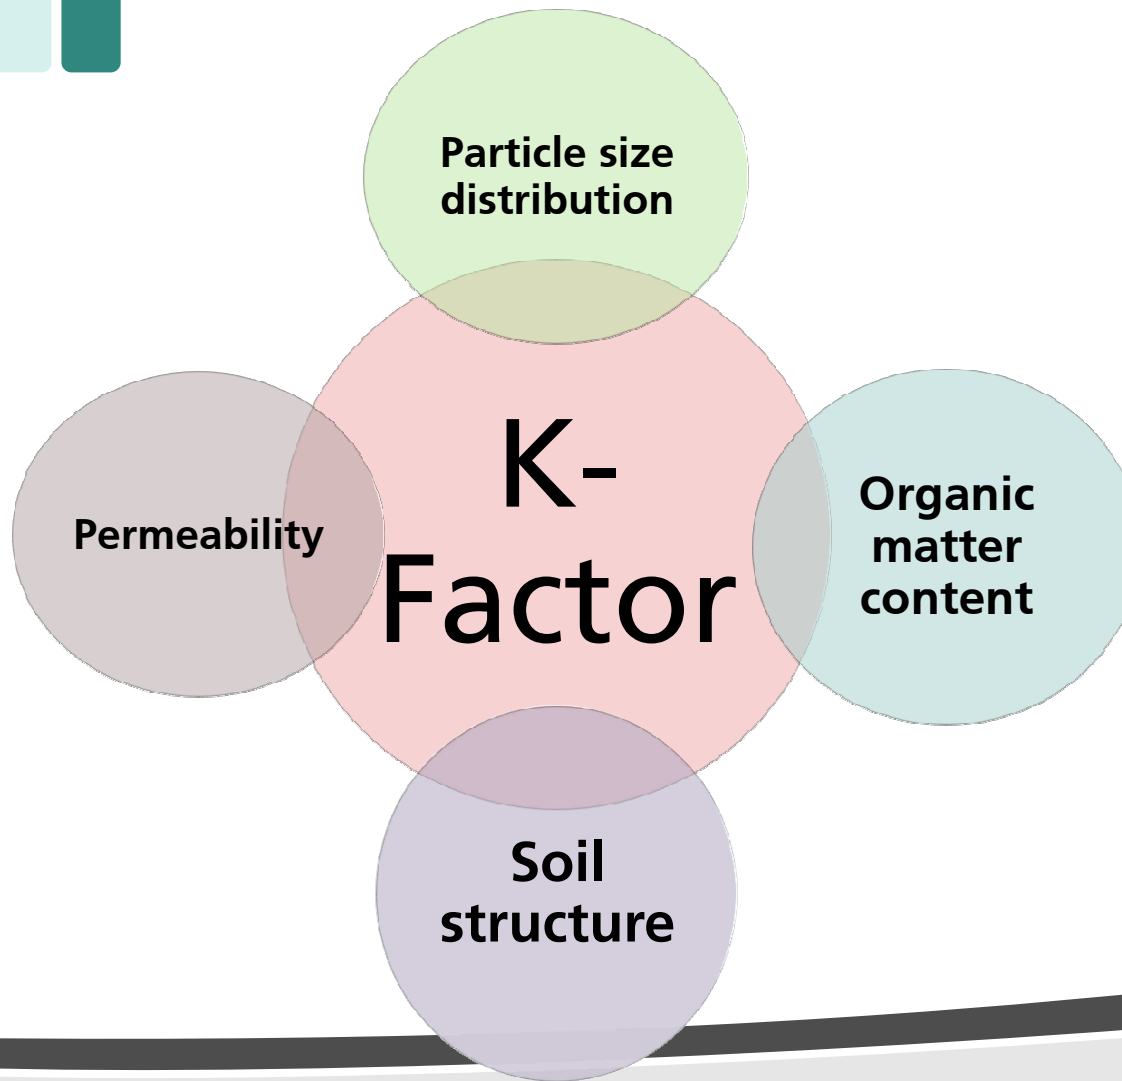 Particle size
distribution
K-
Factor
Permeability
Organic
matter
content
Soil
structure